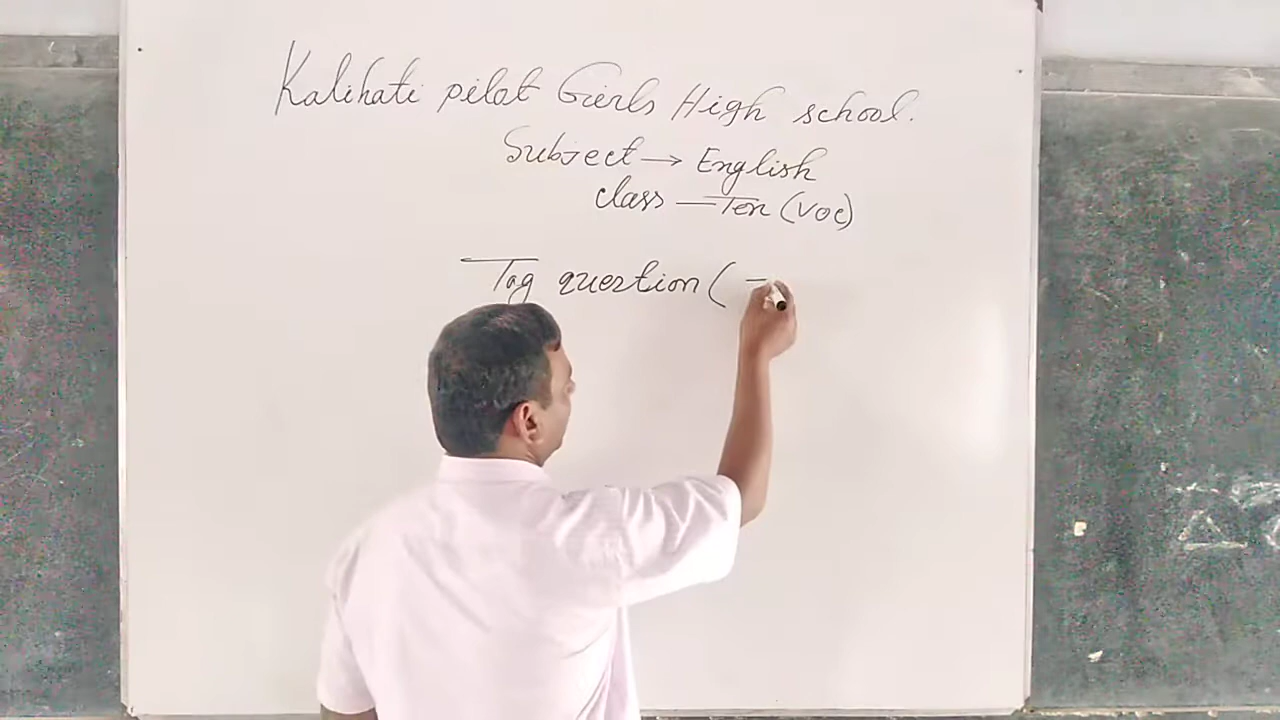 Kalihati pilot Girls High school.
Subject → English
class — Ten (voc)
Tag question (